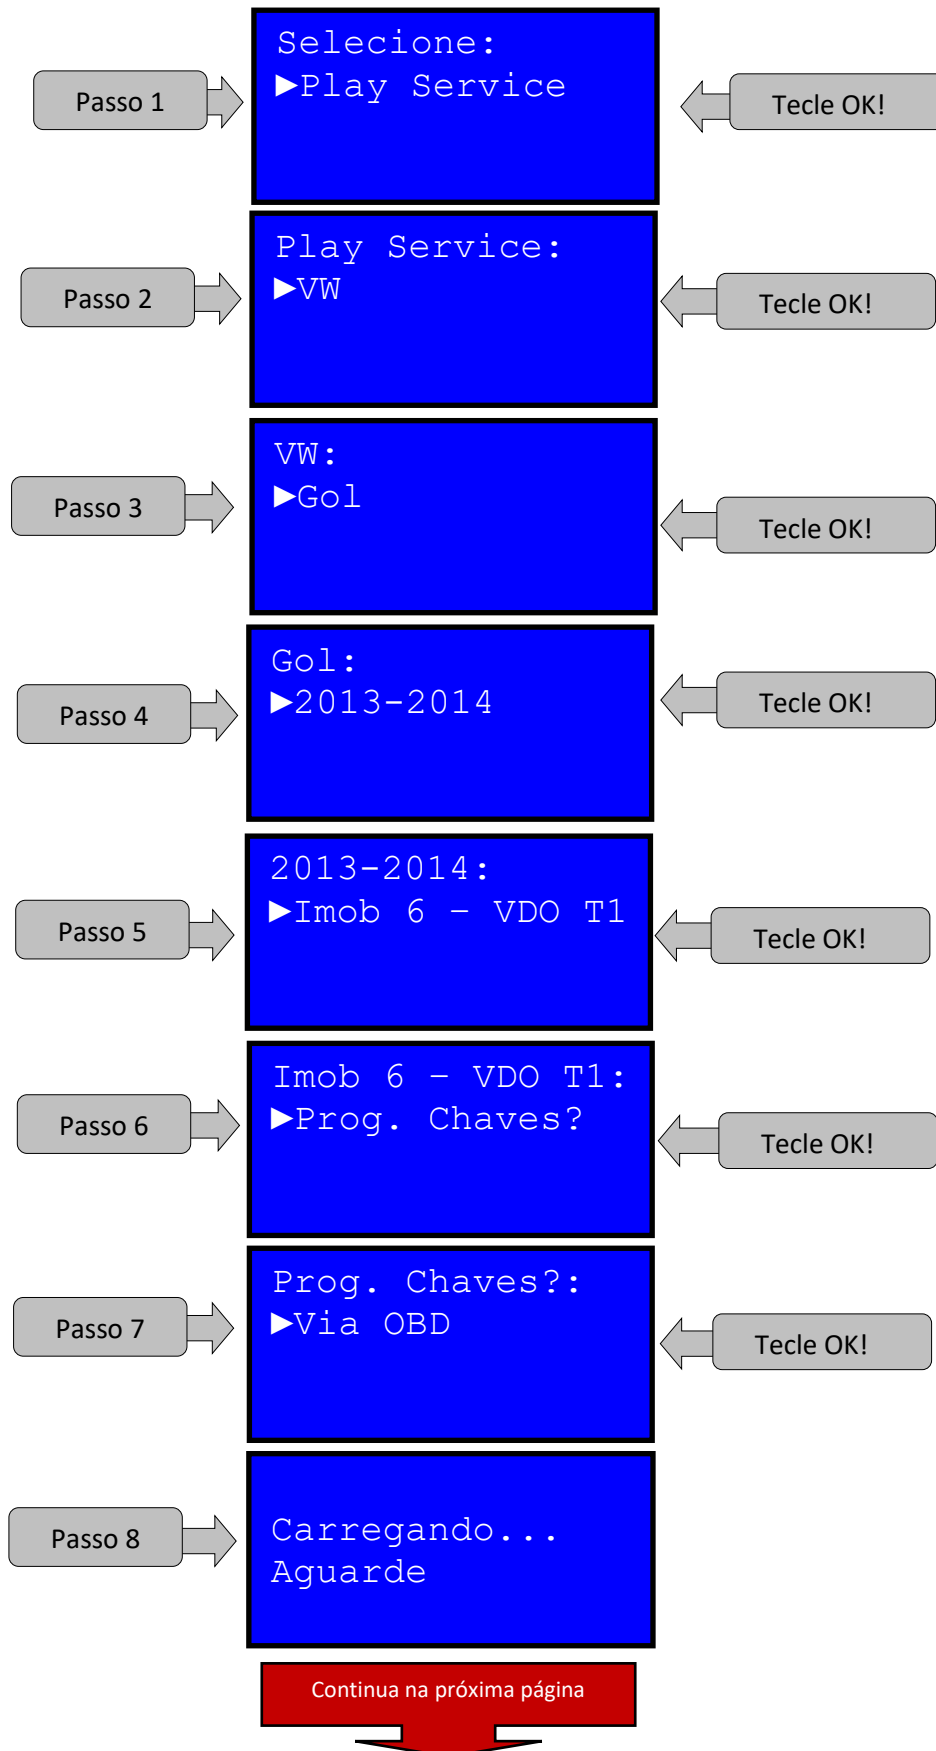 Passo 1
Selecione:
►Play Service
Tecle OK!
Passo 2
Play Service:
►VW
Tecle OK!
Passo 3
VW:
►Gol
Tecle OK!
Passo 4
Gol:
►2013-2014
Tecle OK!
Passo 5
2013-2014:
►Imob 6 – VDO T1
Tecle OK!
Passo 6
Imob 6 – VDO T1:
►Prog. Chaves?
Tecle OK!
Passo 7
Prog. Chaves?:
►Via OBD
Tecle OK!
Passo 8
Carregando...
Aguarde
Continua na próxima página